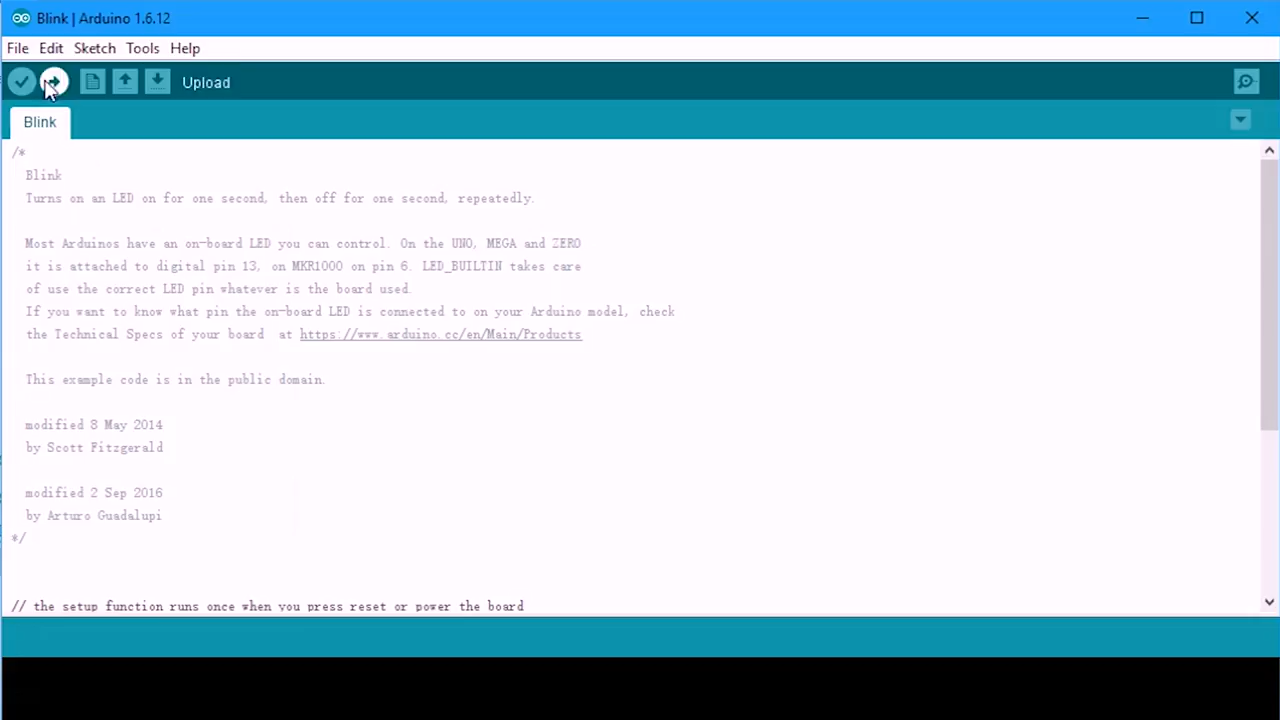 Blink | Arduino 1.6.12
File Edit Sketch Tools Help
Upload
Blink
/*
Blink
Turns on an LED on for one second, then off for one second, repeatedly.
Most Arduinos have an on-board LED you can control. On the UNO, MEGA and ZERO
it is attached to digital pin 13, on MKR1000 on pin 6. LED_BUILTIN takes care
of use the correct LED pin whatever is the board used.
If you want to know what pin the on-board LED is connected to on your Arduino model, check
the Technical Specs of your board  at https://www.arduino.cc/en/Main/Products
This example code is in the public domain.
modified 8 May 2014
by Scott Fitzgerald
modified 2 Sep 2016
by Arturo Guadalupi
*/
// the setup function runs once when you press reset or power the board